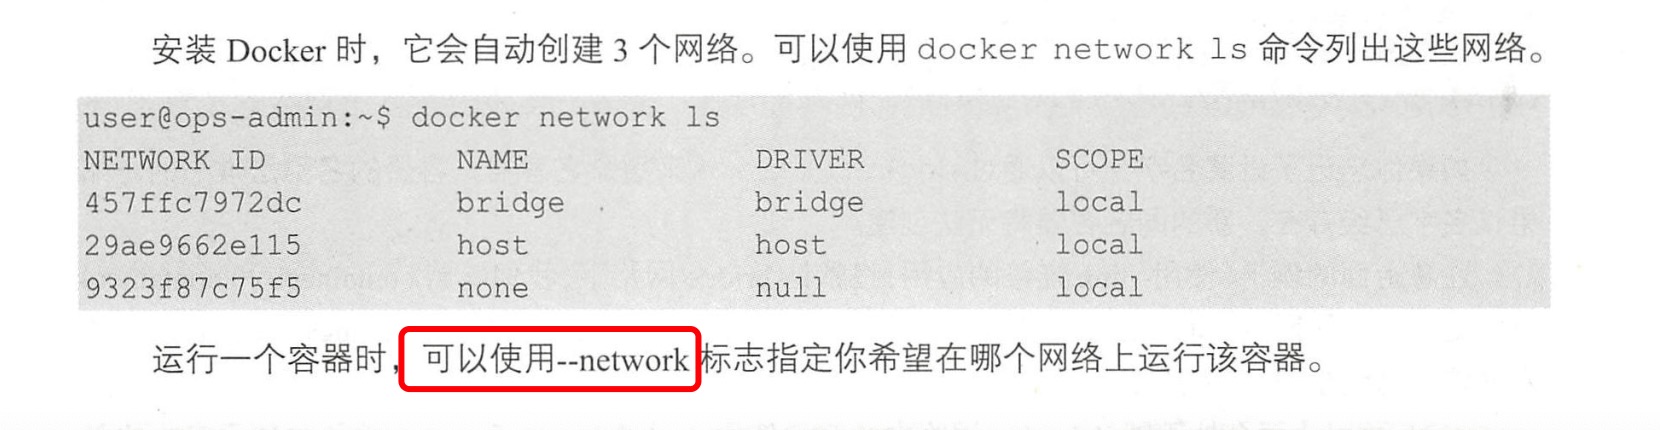 安装 Docker 时，它会自动创建 3 个网络。可以使用 docker network ls 命令列出这些网络。
user@ops-admin:~$ docker network ls
NETWORK ID NAME DRIVER SCOPE
457ffc7972dc bridge bridge local
29ae9662e115 host host local
9323f87c75f5 none null local
运行一个容器时，可以使用--network 标志指定你希望在哪个网络上运行该容器。